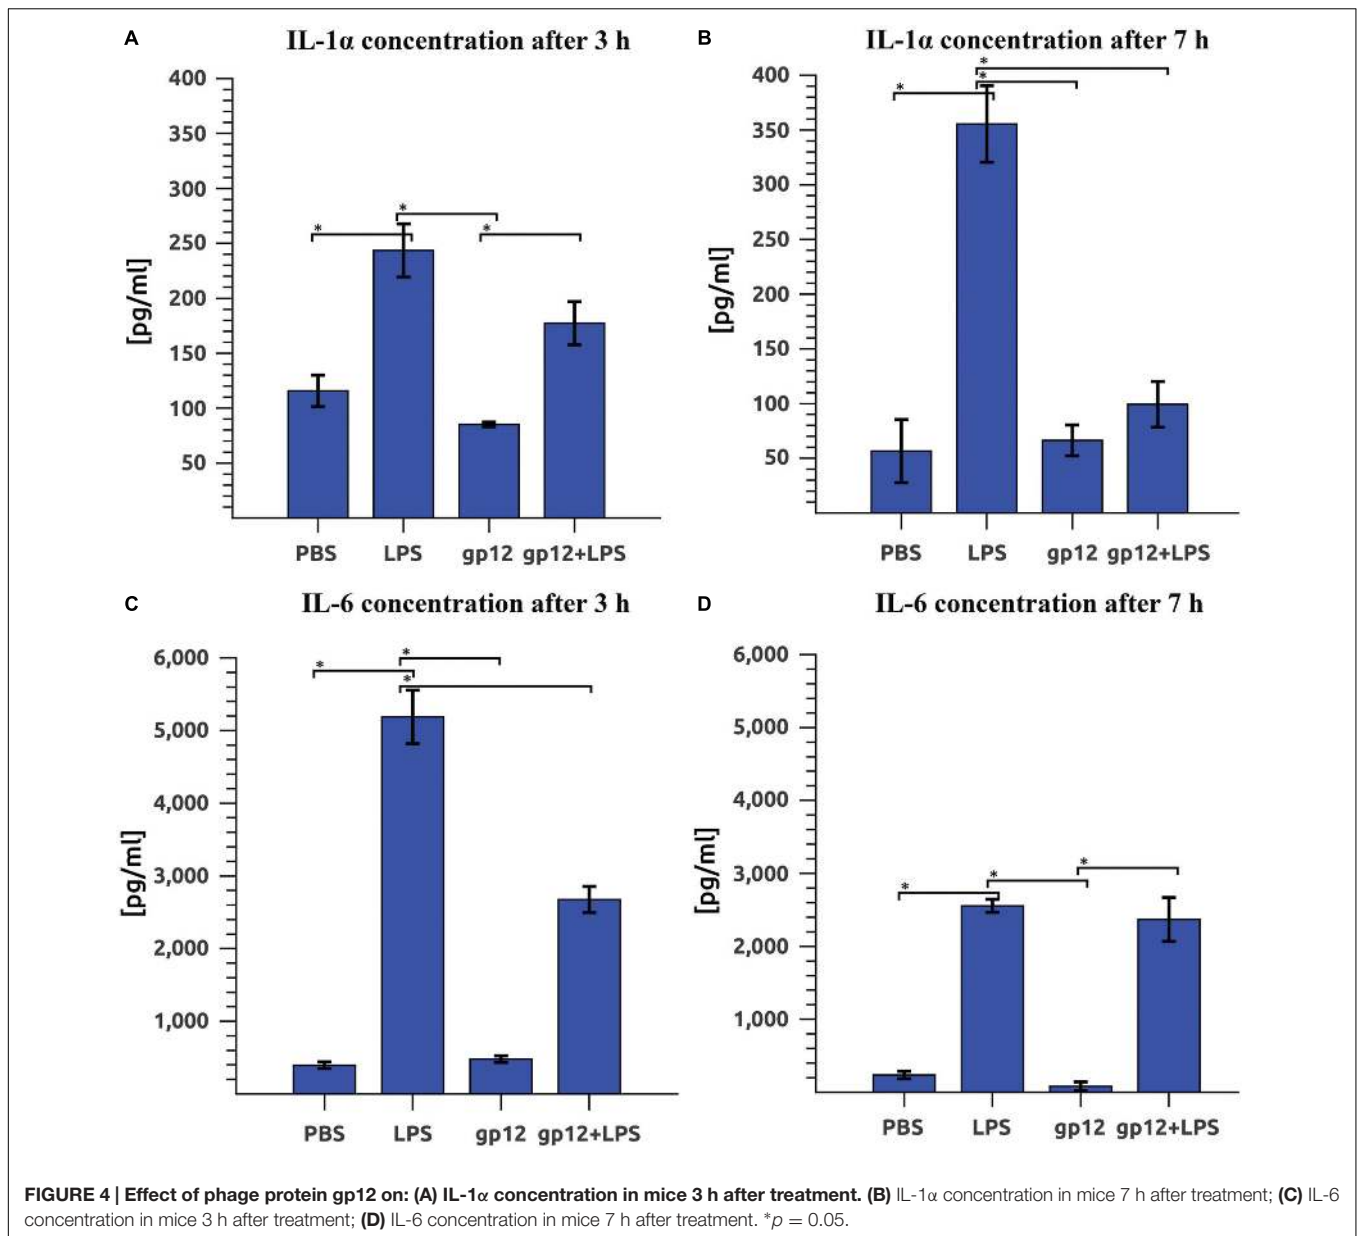 A
IL-1α concentration after 3 h
400
350
300
250
200
150
100
50
[pg/ml]
*
*
*
PBS
LPS
gp12
gp12+LPS
B
IL-1α concentration after 7 h
400
350
300
250
200
150
100
50
[pg/ml]
*
*
*
PBS
LPS
gp12
gp12+LPS
C
IL-6 concentration after 3 h
6,000
5,000
4,000
3,000
2,000
1,000
[pg/ml]
*
*
*
PBS
LPS
gp12
gp12+LPS
D
IL-6 concentration after 7 h
6,000
5,000
4,000
3,000
2,000
1,000
[pg/ml]
*
*
*
PBS
LPS
gp12
gp12+LPS
FIGURE 4 | Effect of phage protein gp12 on: (A) IL-1α concentration in mice 3 h after treatment. (B) IL-1α concentration in mice 7 h after treatment; (C) IL-6
concentration in mice 3 h after treatment; (D) IL-6 concentration in mice 7 h after treatment. *p = 0.05.